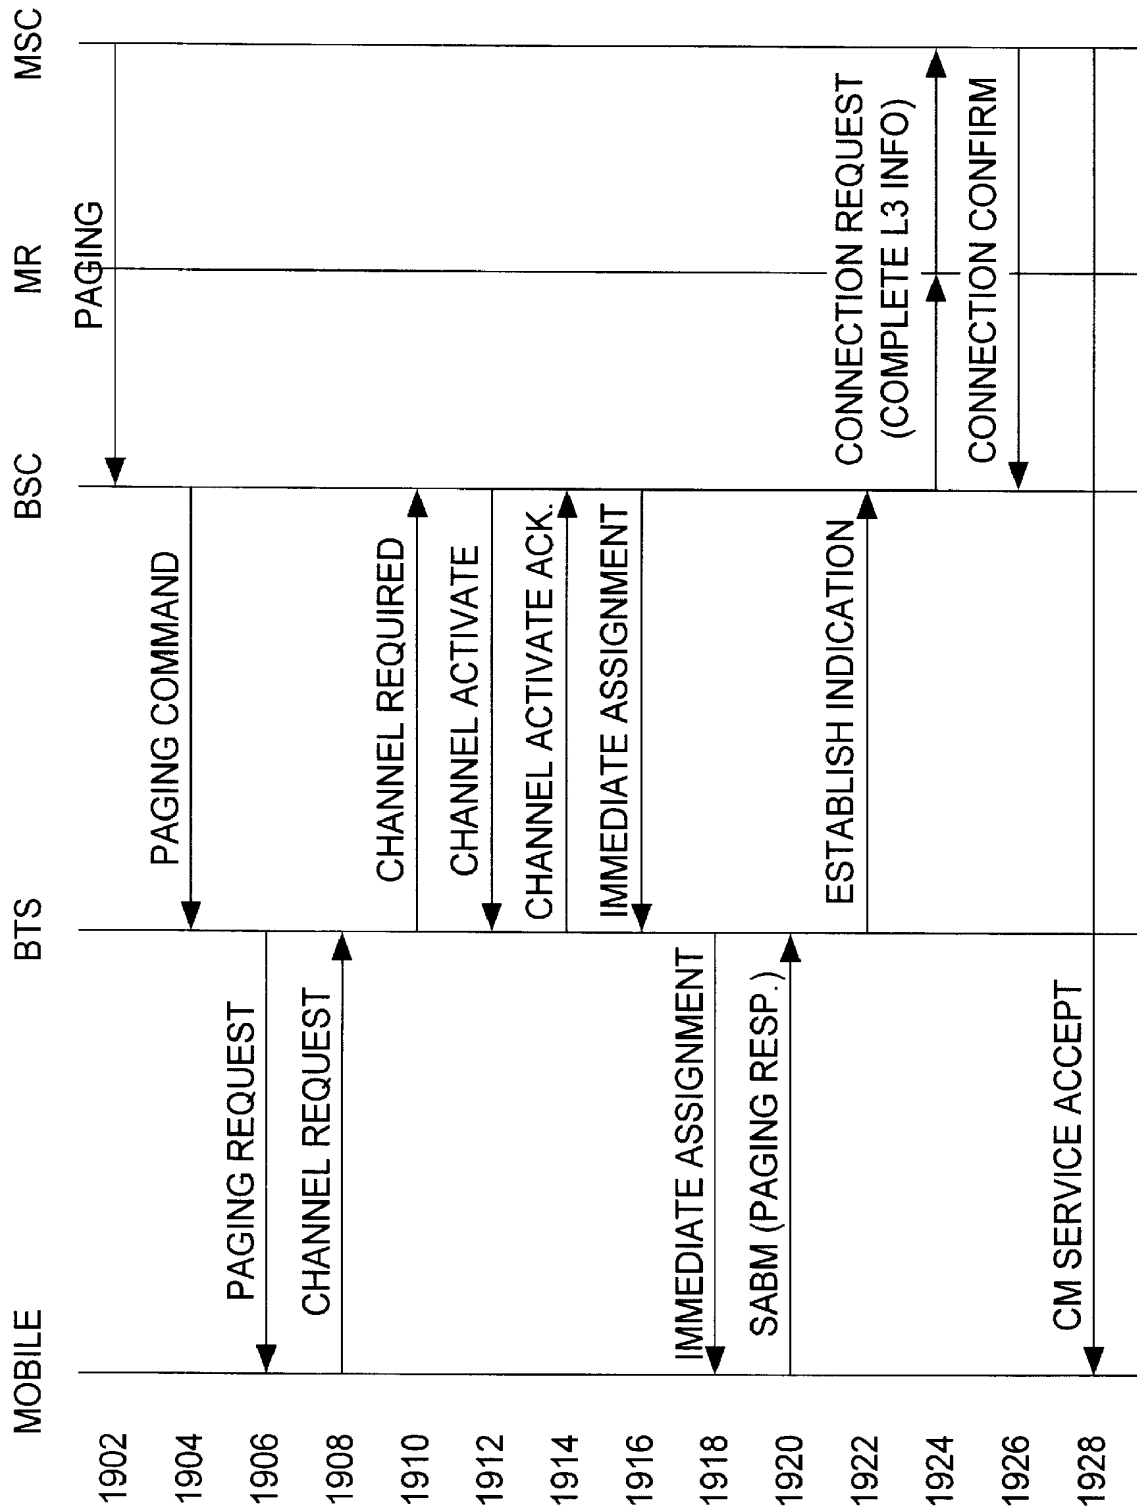 MOBILE
BTS
BSC
MR
MSC
1902
PAGING
1904
PAGING COMMAND
1906
PAGING REQUEST
1908
CHANNEL REQUEST
1910
CHANNEL REQUIRED
1912
CHANNEL ACTIVATE
1914
CHANNEL ACTIVATE ACK.
1916
IMMEDIATE ASSIGNMENT
1918
IMMEDIATE ASSIGNMENT
1920
SABM (PAGING RESP.)
1922
ESTABLISH INDICATION
1924
CONNECTION REQUEST
(COMPLETE L3 INFO)
1926
CONNECTION CONFIRM
1928
CM SERVICE ACCEPT